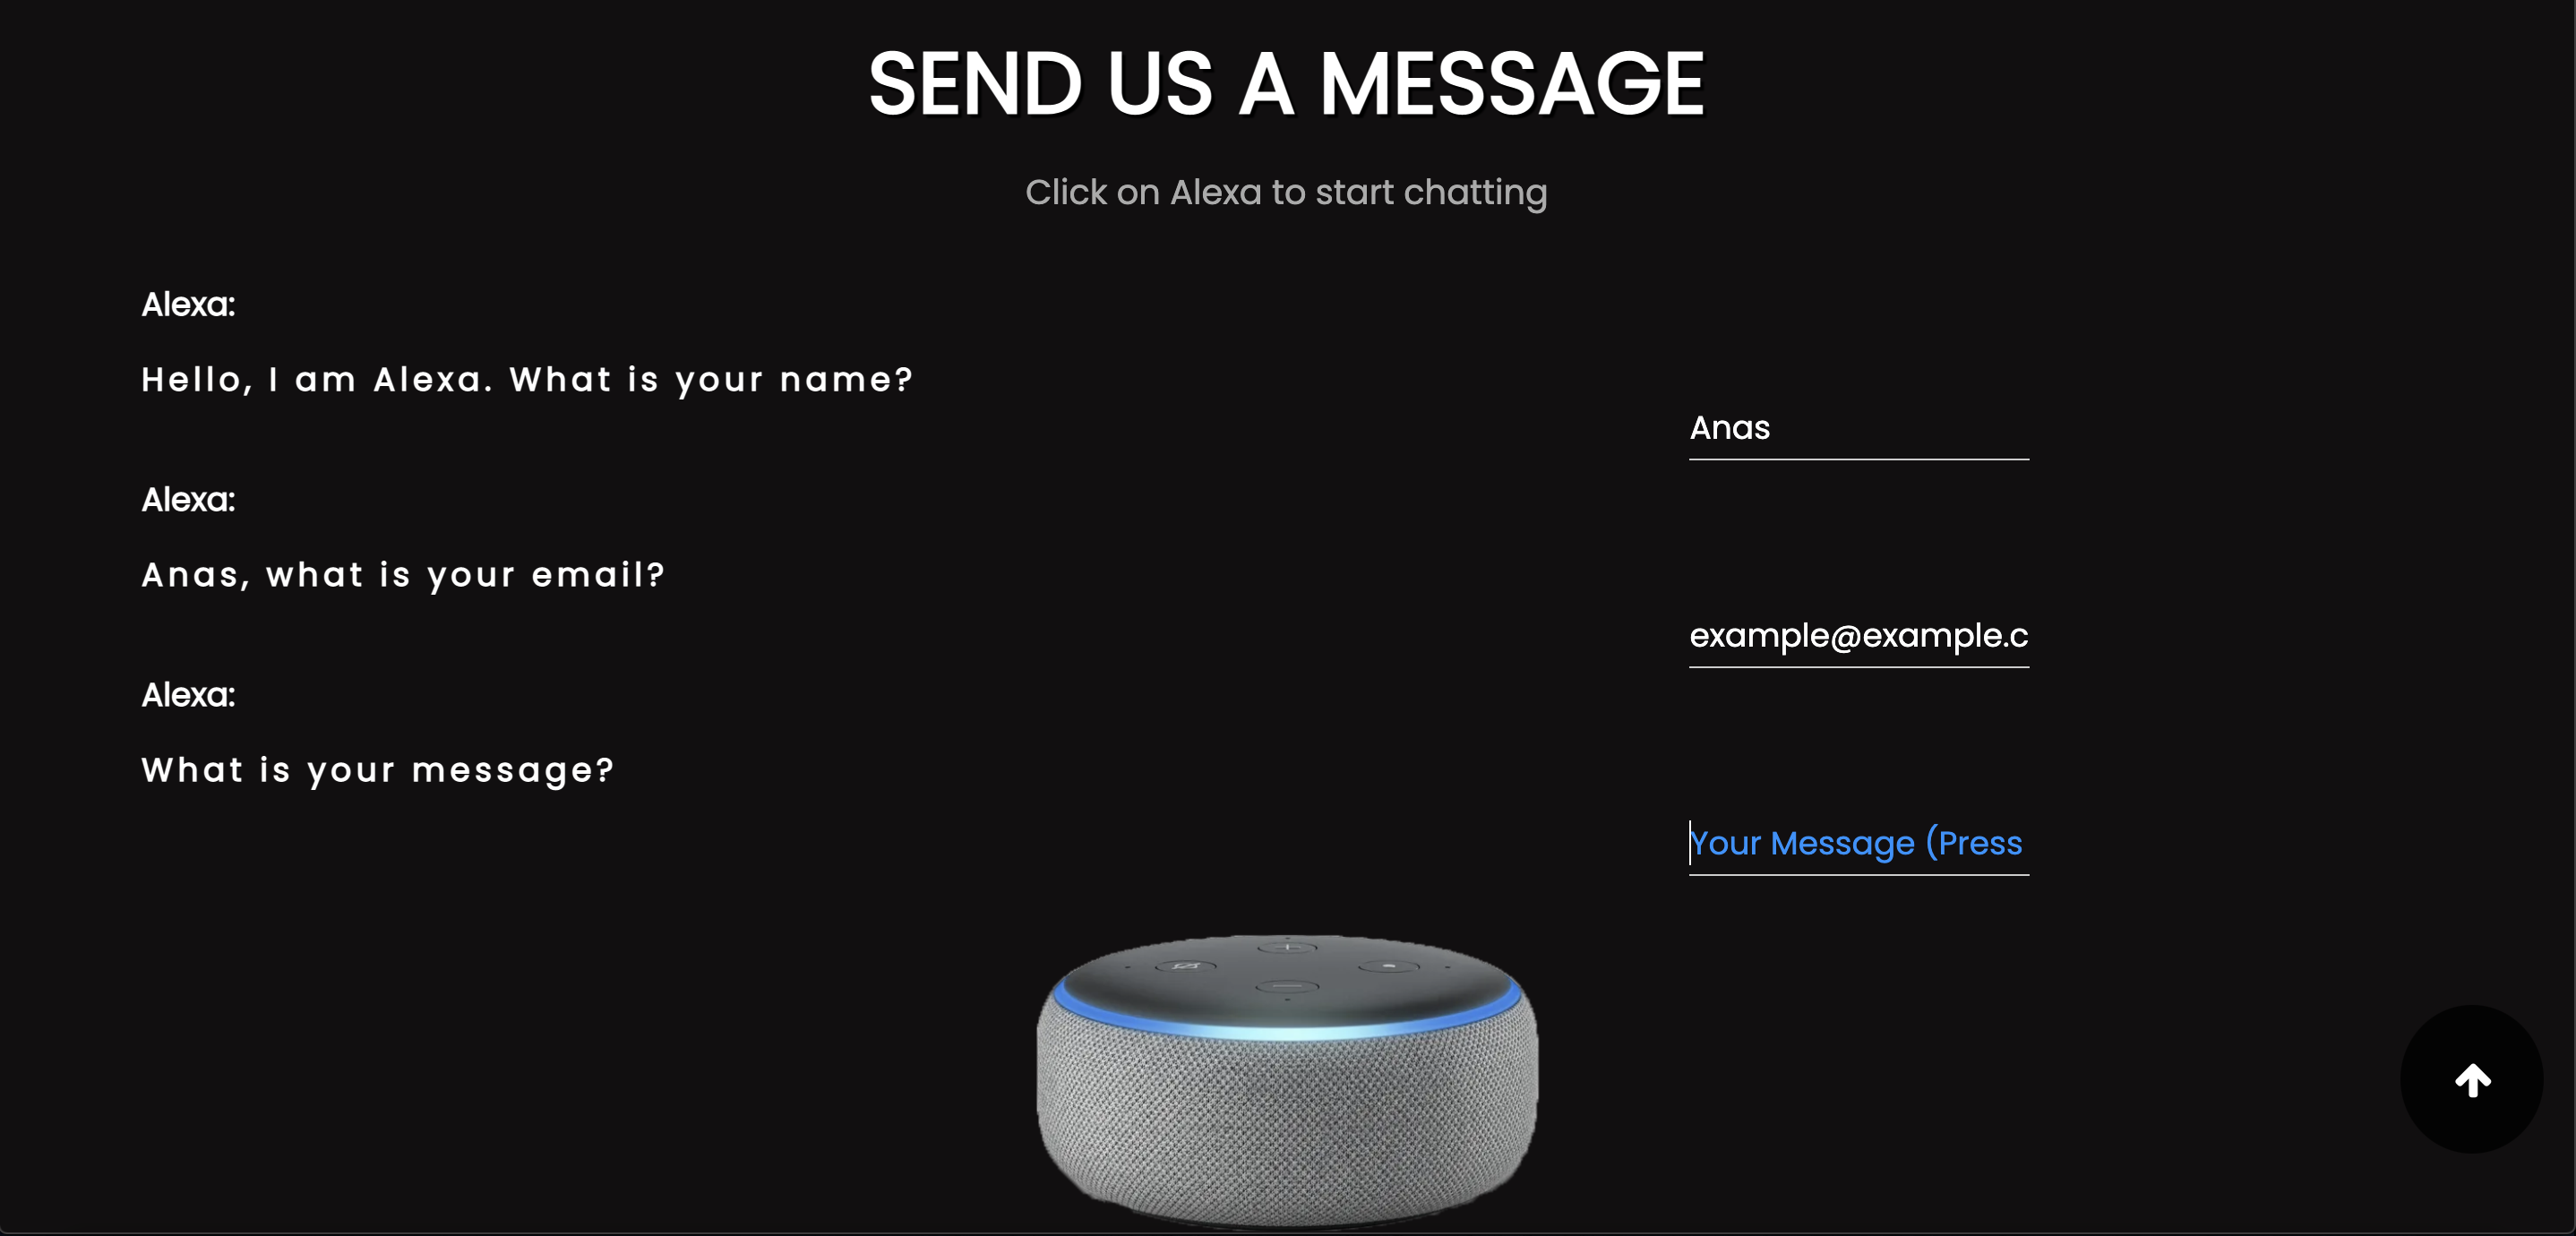 SEND US A MESSAGE
Click on Alexa to start chatting
Alexa:
Hello, I am Alexa. What is your name?
Anas
Alexa:
Anas, what is your email?
example@example.c
Alexa:
What is your message?
Your Message (Press